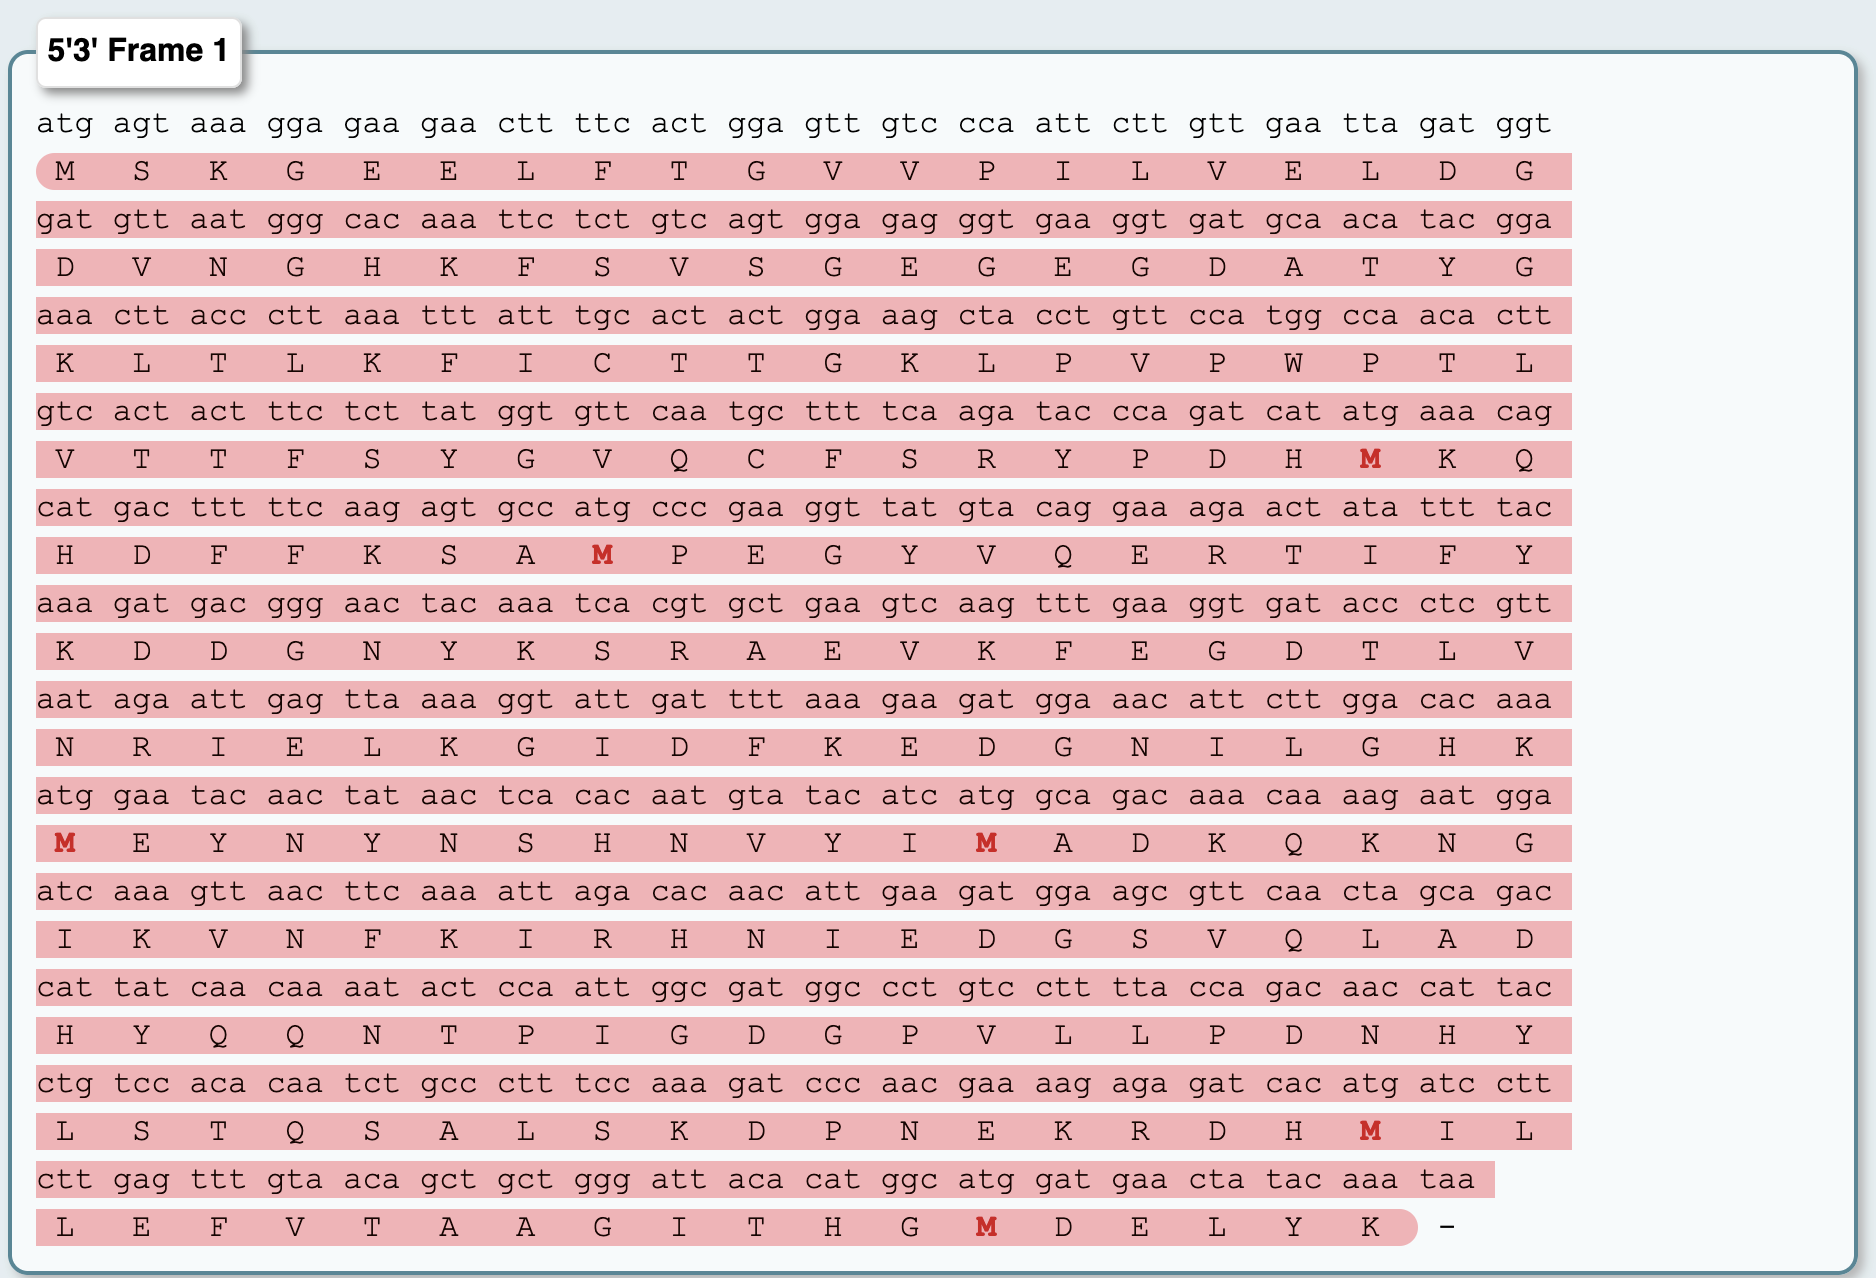 5'3' Frame 1
atg agt aaa gga gaa gaa ctt ttc act gga gtt gtc cca att ctt gtt gaa tta gat ggt
M S K G E E L F T G V V P I L V E L D G
gat gtt aat ggg cac aaa ttc tct gtc agt gga gag ggt gaa ggt gat gca aca tac gga
D V N G H K F S V S G E G E G D A T Y G
aaa ctt acc ctt aaa ttt att tgc act act gga aag cta cct gtt cca tgg cca aca ctt
K L T L K F I C T T G K L P V P W P T L
gtc act act ttc tct tat ggt gtt caa tgc ttt tca aga tac cca gat cat atg aaa cag
V T T F S Y G V Q C F S R Y P D H M K Q
cat gac ttt ttc aag agt gcc atg ccc gaa ggt tat gta cag gaa aga act ata ttt tac
H D F F K S A M P E G Y V Q E R T I F Y
aaa gat gac ggg aac tac aaa tca cgt gct gaa gtc aag ttt gaa ggt gat acc ctc gtt
K D D G N Y K S R A E V K F E G D T L V
aat aga att gag tta aaa ggt att gat ttt aaa gaa gat gga aac att ctt gga cac aaa
N R I E L K G I D F K E D G N I L G H K
atg gaa tac aac tat aac tca cac aat gta tac atc atg gca gac aaa caa aag aat gga
M E Y N Y N S H N V Y I M A D K Q K N G
atc aaa gtt aac ttc aaa att aga cac aac att gaa gat gga agc gtt caa cta gca gac
I K V N F K I R H N I E D G S V Q L A D
cat tat caa caa aat act cca att ggc gat ggc cct gtc ctt tta cca gac aac cat tac
H Y Q Q N T P I G D G P V L L P D N H Y
ctg tcc aca caa tct gcc ctt tcc aaa gat ccc aac gaa aag aga gat cac atg atc ctt
L S T Q S A L S K D P N E K R D H M I L
ctt gag ttt gta aca gct gct ggg att aca cat ggc atg gat gaa cta tac aaa taa
L E F V T A A G I T H G M D E L Y K -